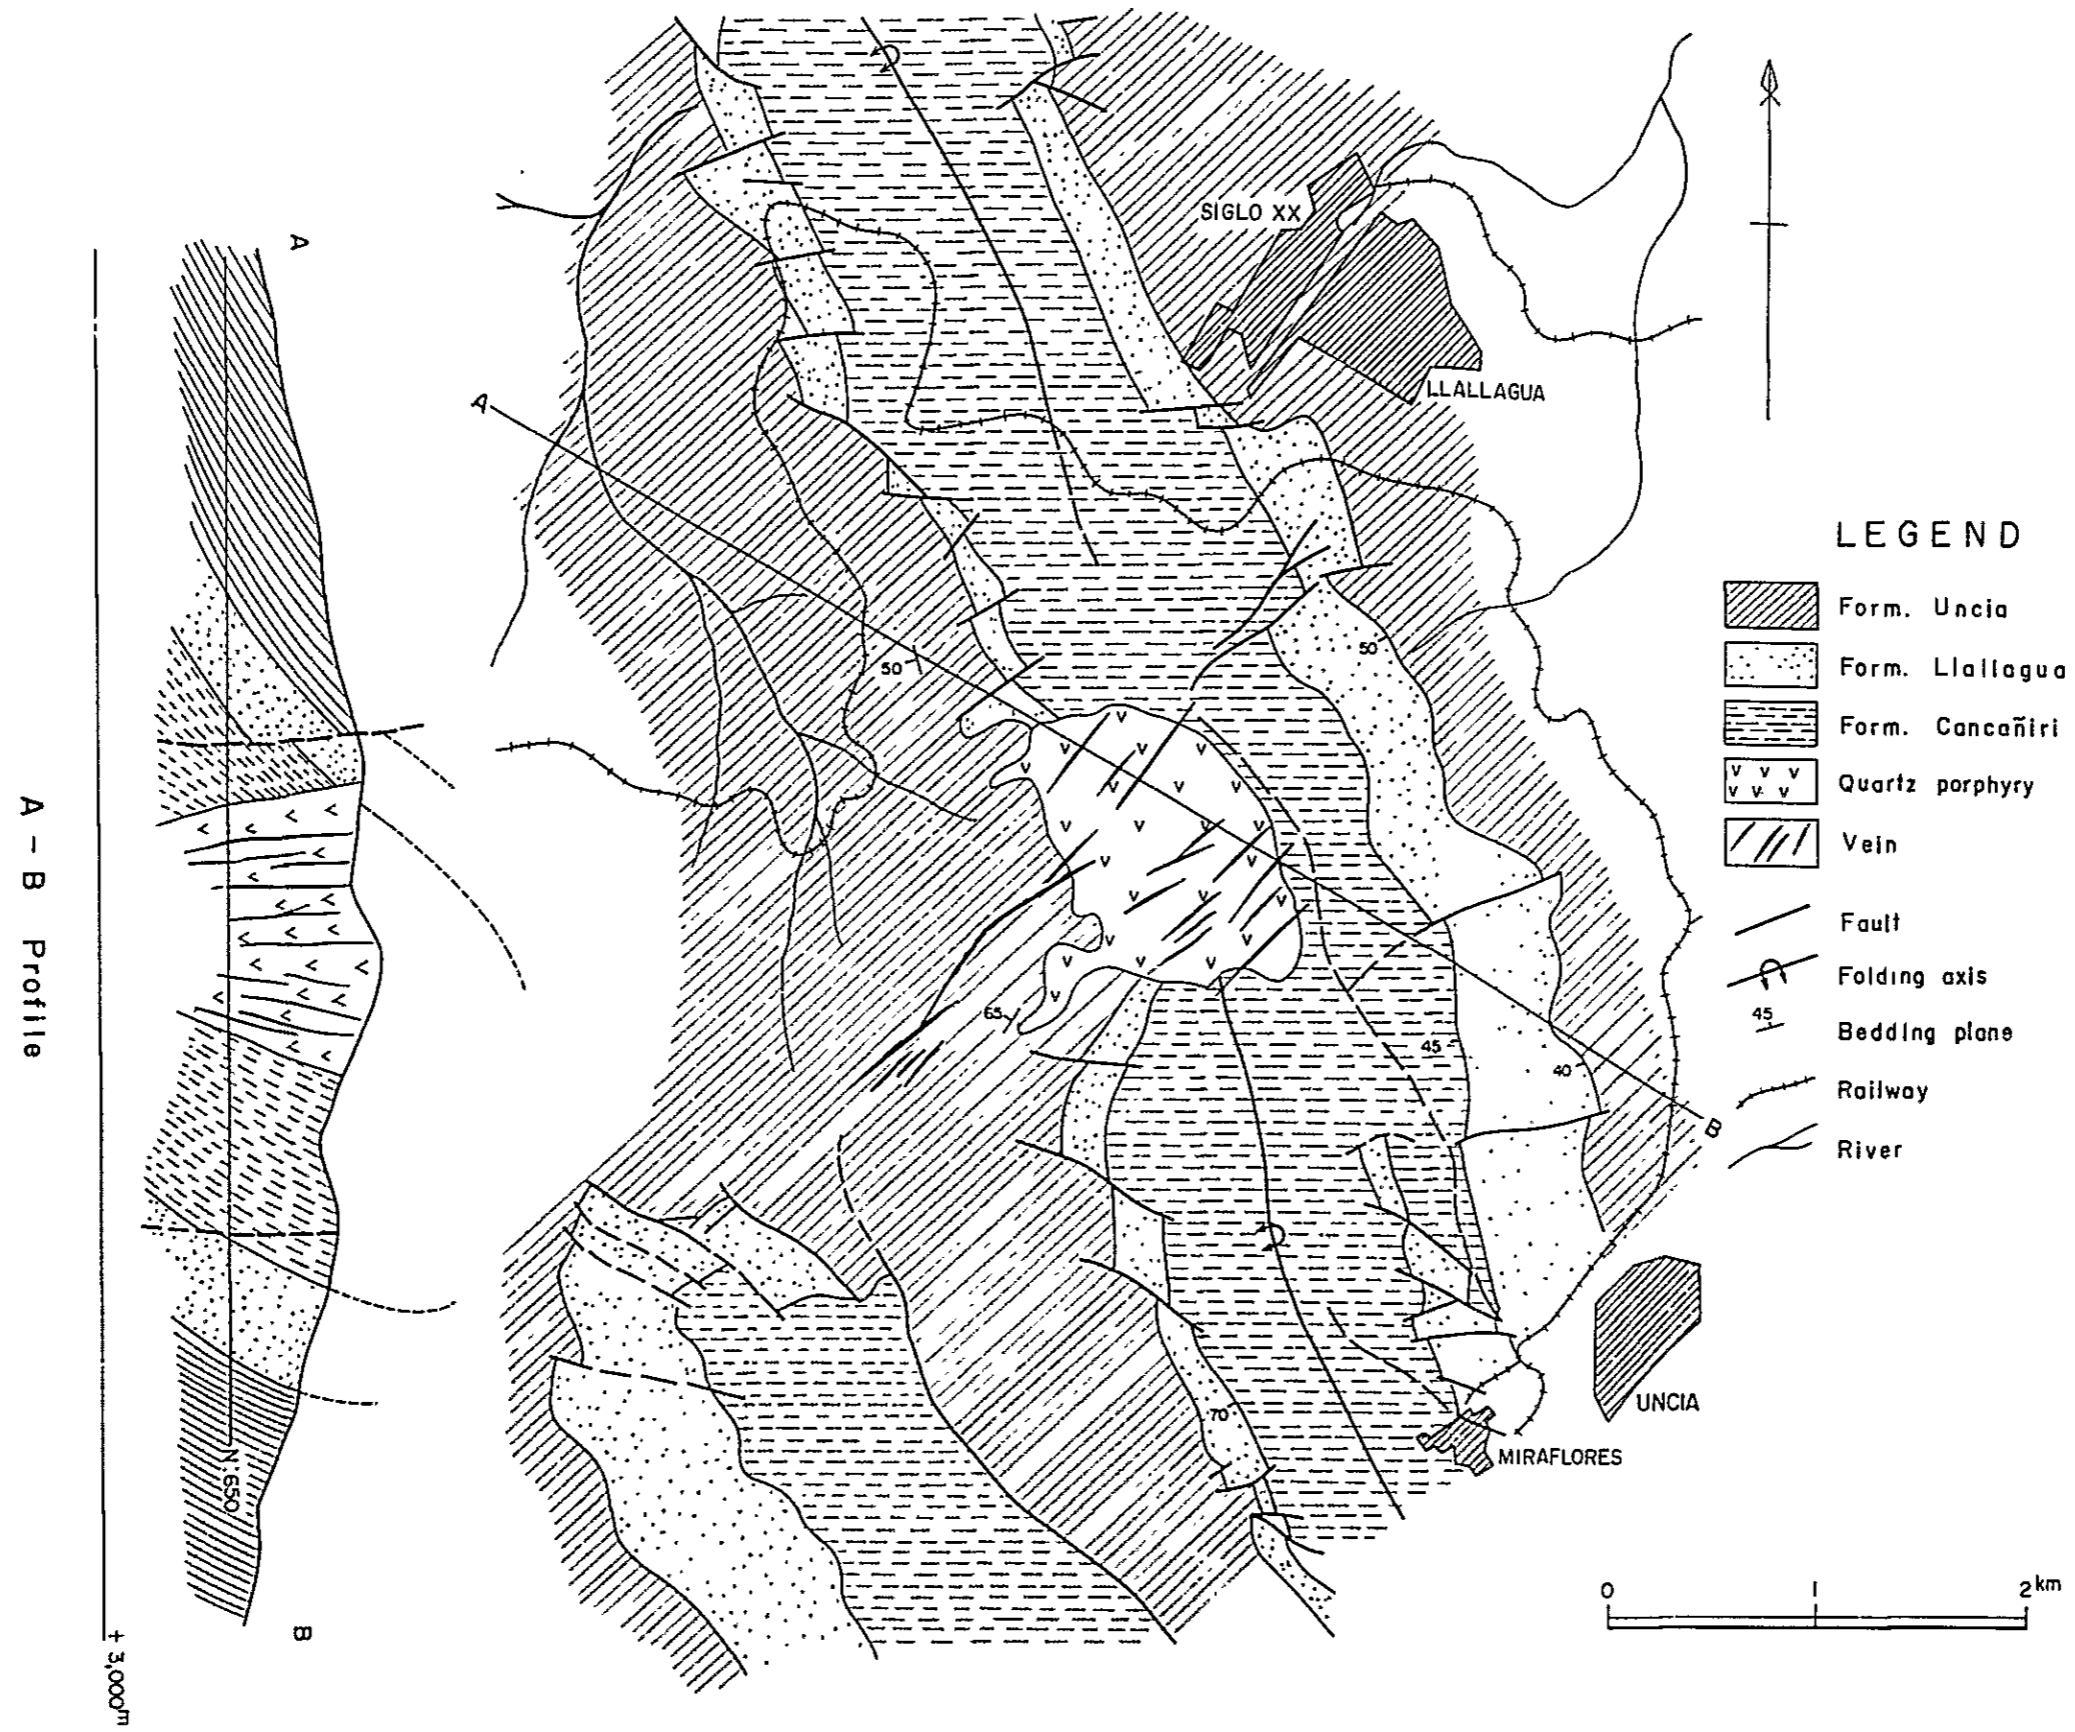 A
A – B Profile
N. 650
B
+ 3,000m
SIGLO XX
LLALLAGUA
A
50
50
65
45
40
B
70
UNCIA
MIRAFLORES
LEGEND
Form. Uncia
Form. Llallagua
Form. Cancañiri
Quartz porphyry
Vein
Fault
Folding axis
45
Bedding plane
Railway
River
0 1 2 km